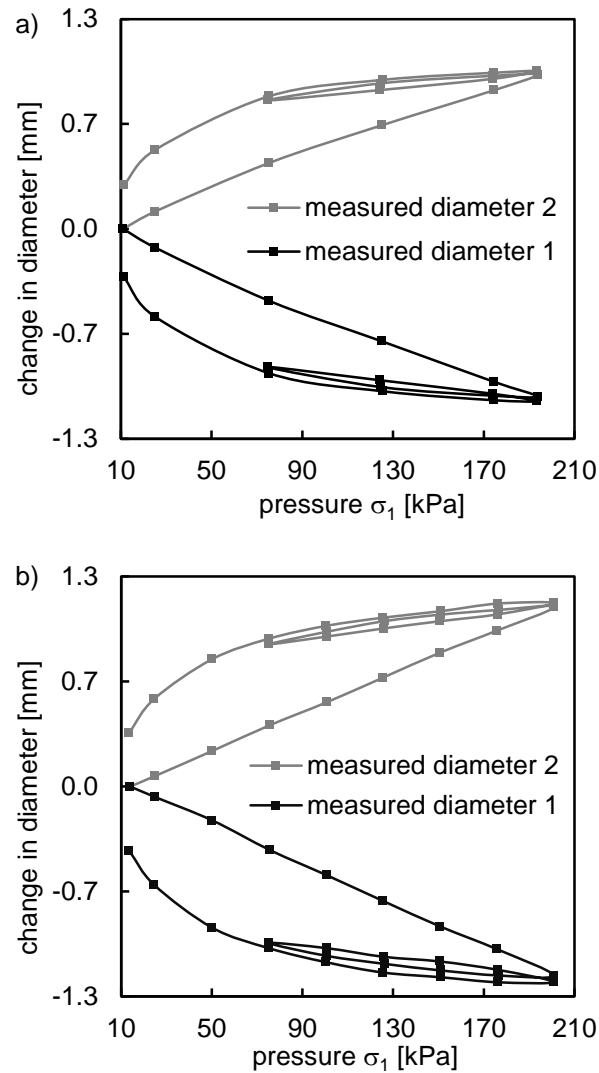 a)
1.3
0.7
0.0
-0.7
-1.3
change in diameter [mm]
measured diameter 2
measured diameter 1
10 50 90 130 170 210
pressure σ1 [kPa]
b)
1.3
0.7
0.0
-0.7
-1.3
change in diameter [mm]
measured diameter 2
measured diameter 1
10 50 90 130 170 210
pressure σ1 [kPa]